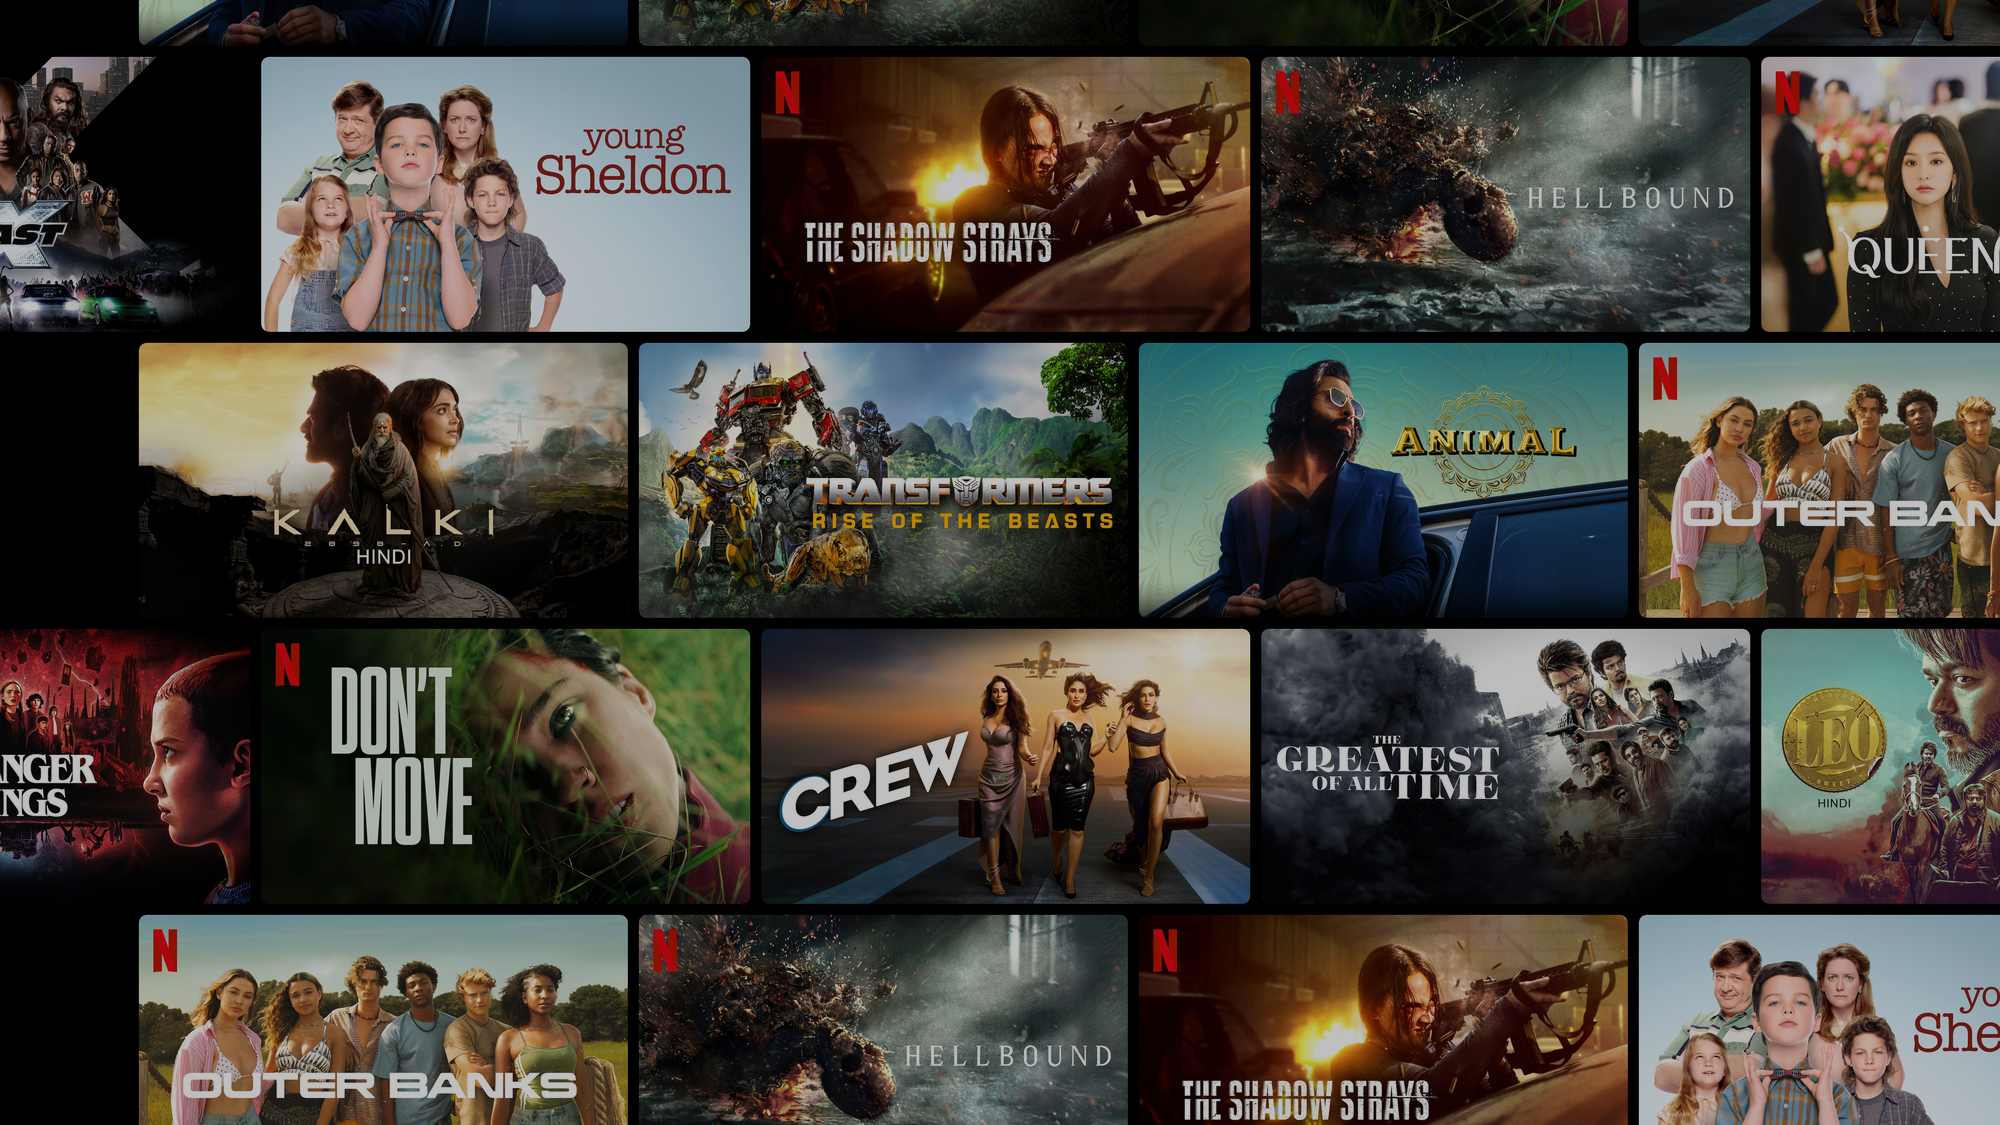 AST
X
young
Sheldon
N
THE SHADOW STRAYS
N
HELLBOUND
N
QUEEN
KALKI
2898-A.D
HINDI
TRANSFORMERS
RISE OF THE BEASTS
ANIMAL
N
OUTER BAN
NGER
NGS
N
DON'T
MOVE
CREW
THE
GREATEST
OF ALL TIME
LEO
HINDI
N
OUTER BANKS
N
HELLBOUND
N
THE SHADOW STRAYS
yo
She